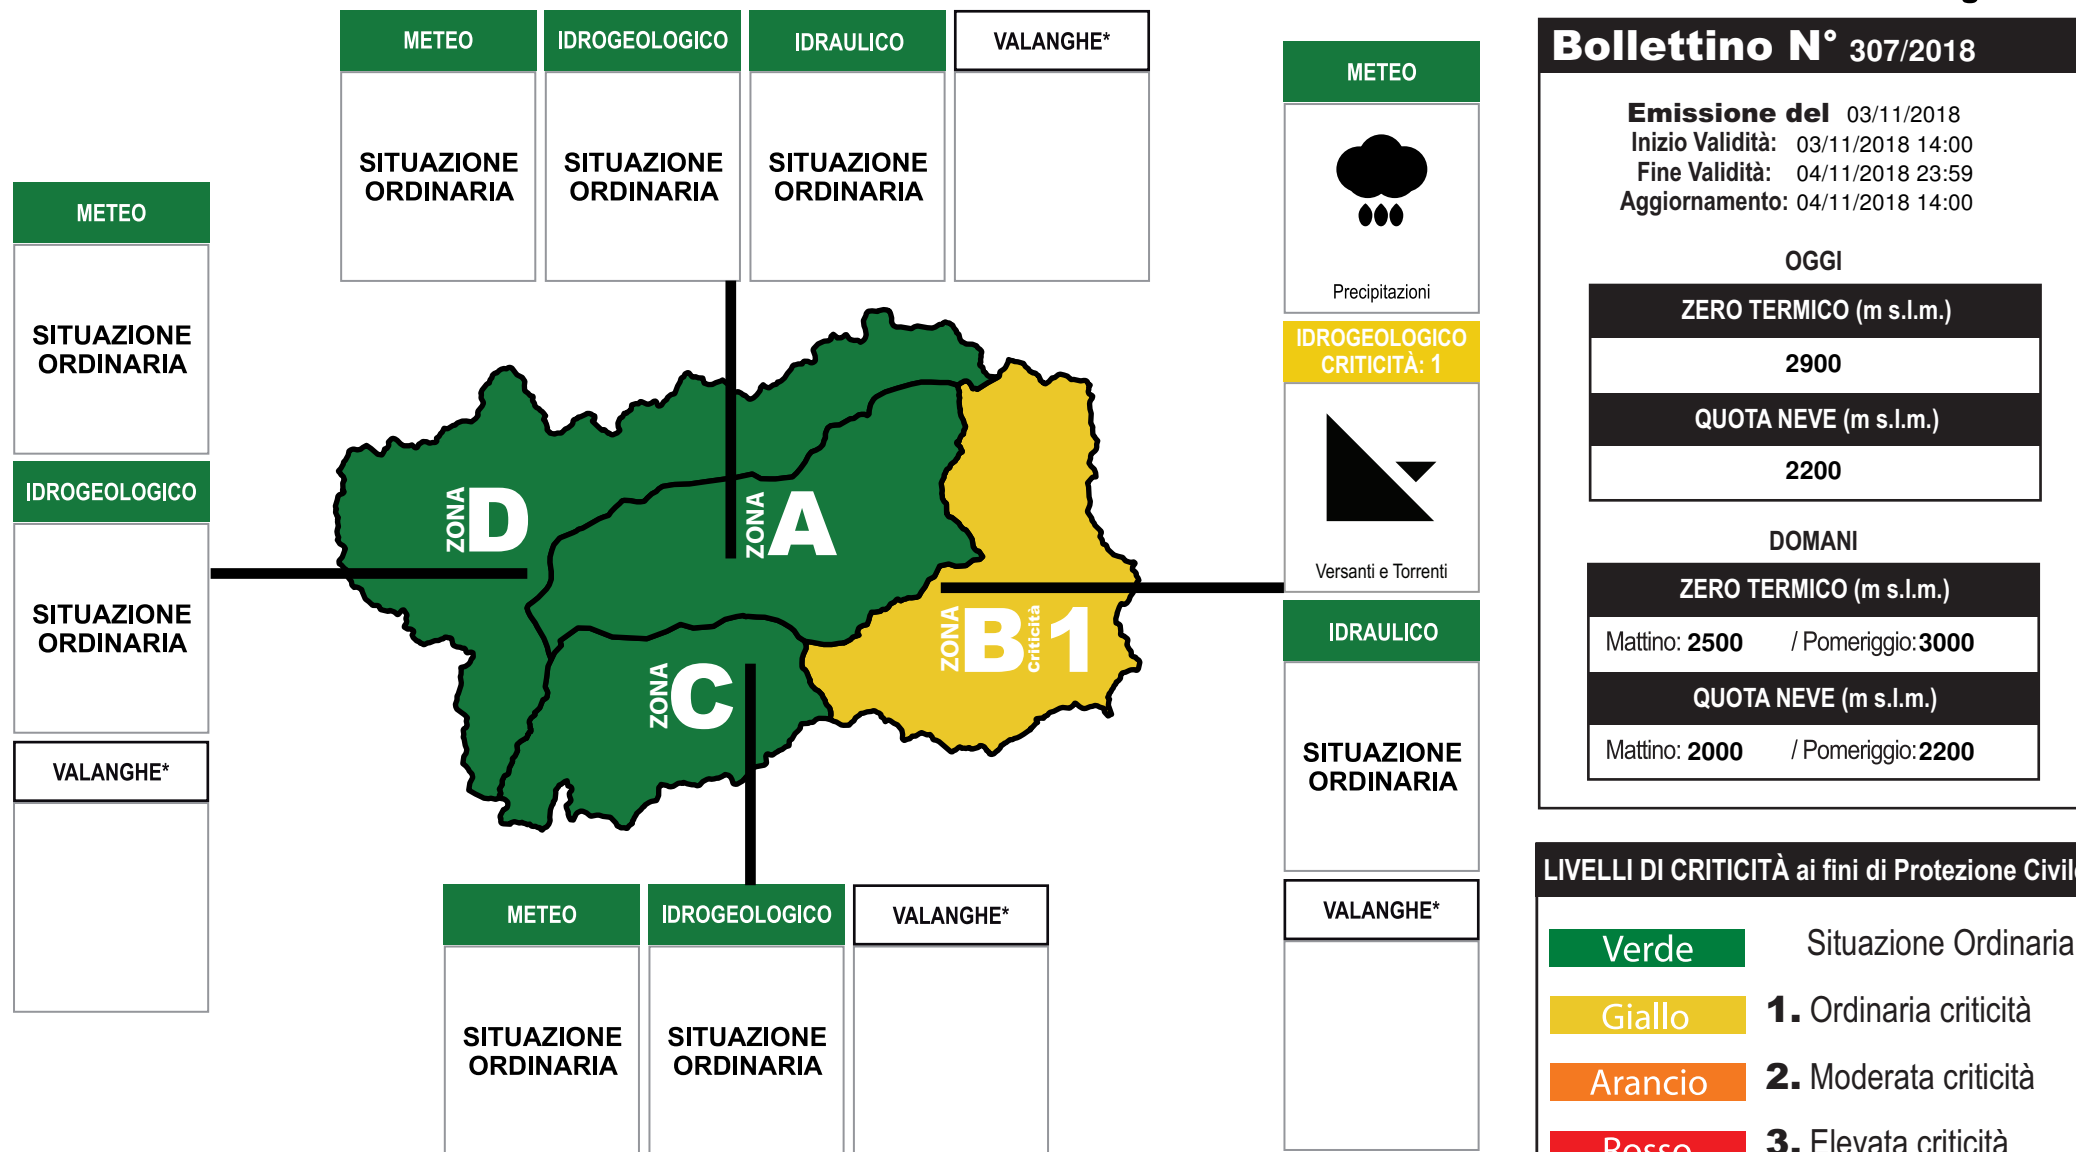 METEO
IDROGEOLOGICO
IDRAULICO
VALANGHE*
SITUAZIONE
ORDINARIA
SITUAZIONE
ORDINARIA
SITUAZIONE
ORDINARIA
METEO
SITUAZIONE
ORDINARIA
IDROGEOLOGICO
SITUAZIONE
ORDINARIA
VALANGHE*
ZONA D
ZONA A
ZONA B Criticità 1
ZONA C
METEO
IDROGEOLOGICO
VALANGHE*
SITUAZIONE
ORDINARIA
SITUAZIONE
ORDINARIA
METEO
Precipitazioni
IDROGEOLOGICO
CRITICITÀ: 1
Versanti e Torrenti
IDRAULICO
SITUAZIONE
ORDINARIA
VALANGHE*
Bollettino N° 307/2018
Emissione del 03/11/2018
Inizio Validità: 03/11/2018 14:00
Fine Validità: 04/11/2018 23:59
Aggiornamento: 04/11/2018 14:00
OGGI
ZERO TERMICO (m s.l.m.)
2900
QUOTA NEVE (m s.l.m.)
2200
DOMANI
ZERO TERMICO (m s.l.m.)
Mattino: 2500 / Pomeriggio: 3000
QUOTA NEVE (m s.l.m.)
Mattino: 2000 / Pomeriggio: 2200
LIVELLI DI CRITICITÀ ai fini di Protezione Civile
Verde Situazione Ordinaria
Giallo 1. Ordinaria criticità
Arancio 2. Moderata criticità
Rosso 3. Elevata criticità